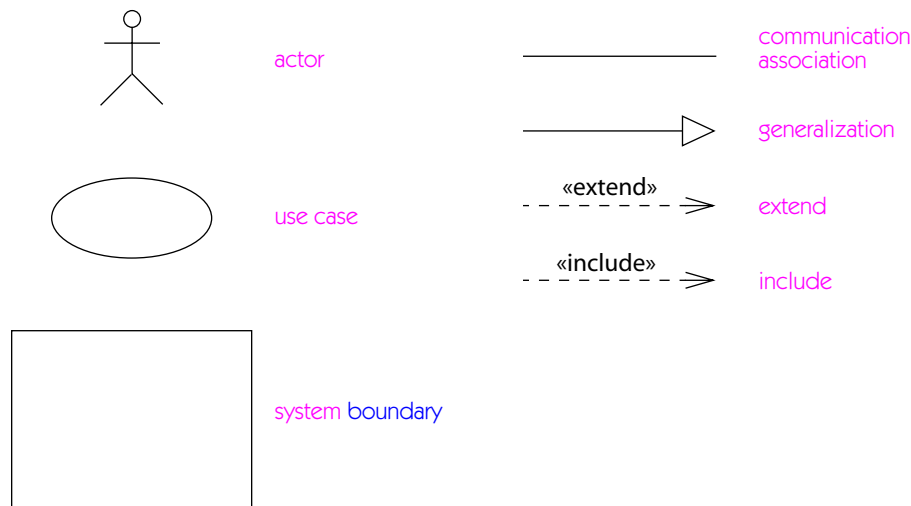 actor
communication
association
generalization
use case
«extend»
extend
«include»
include
system boundary